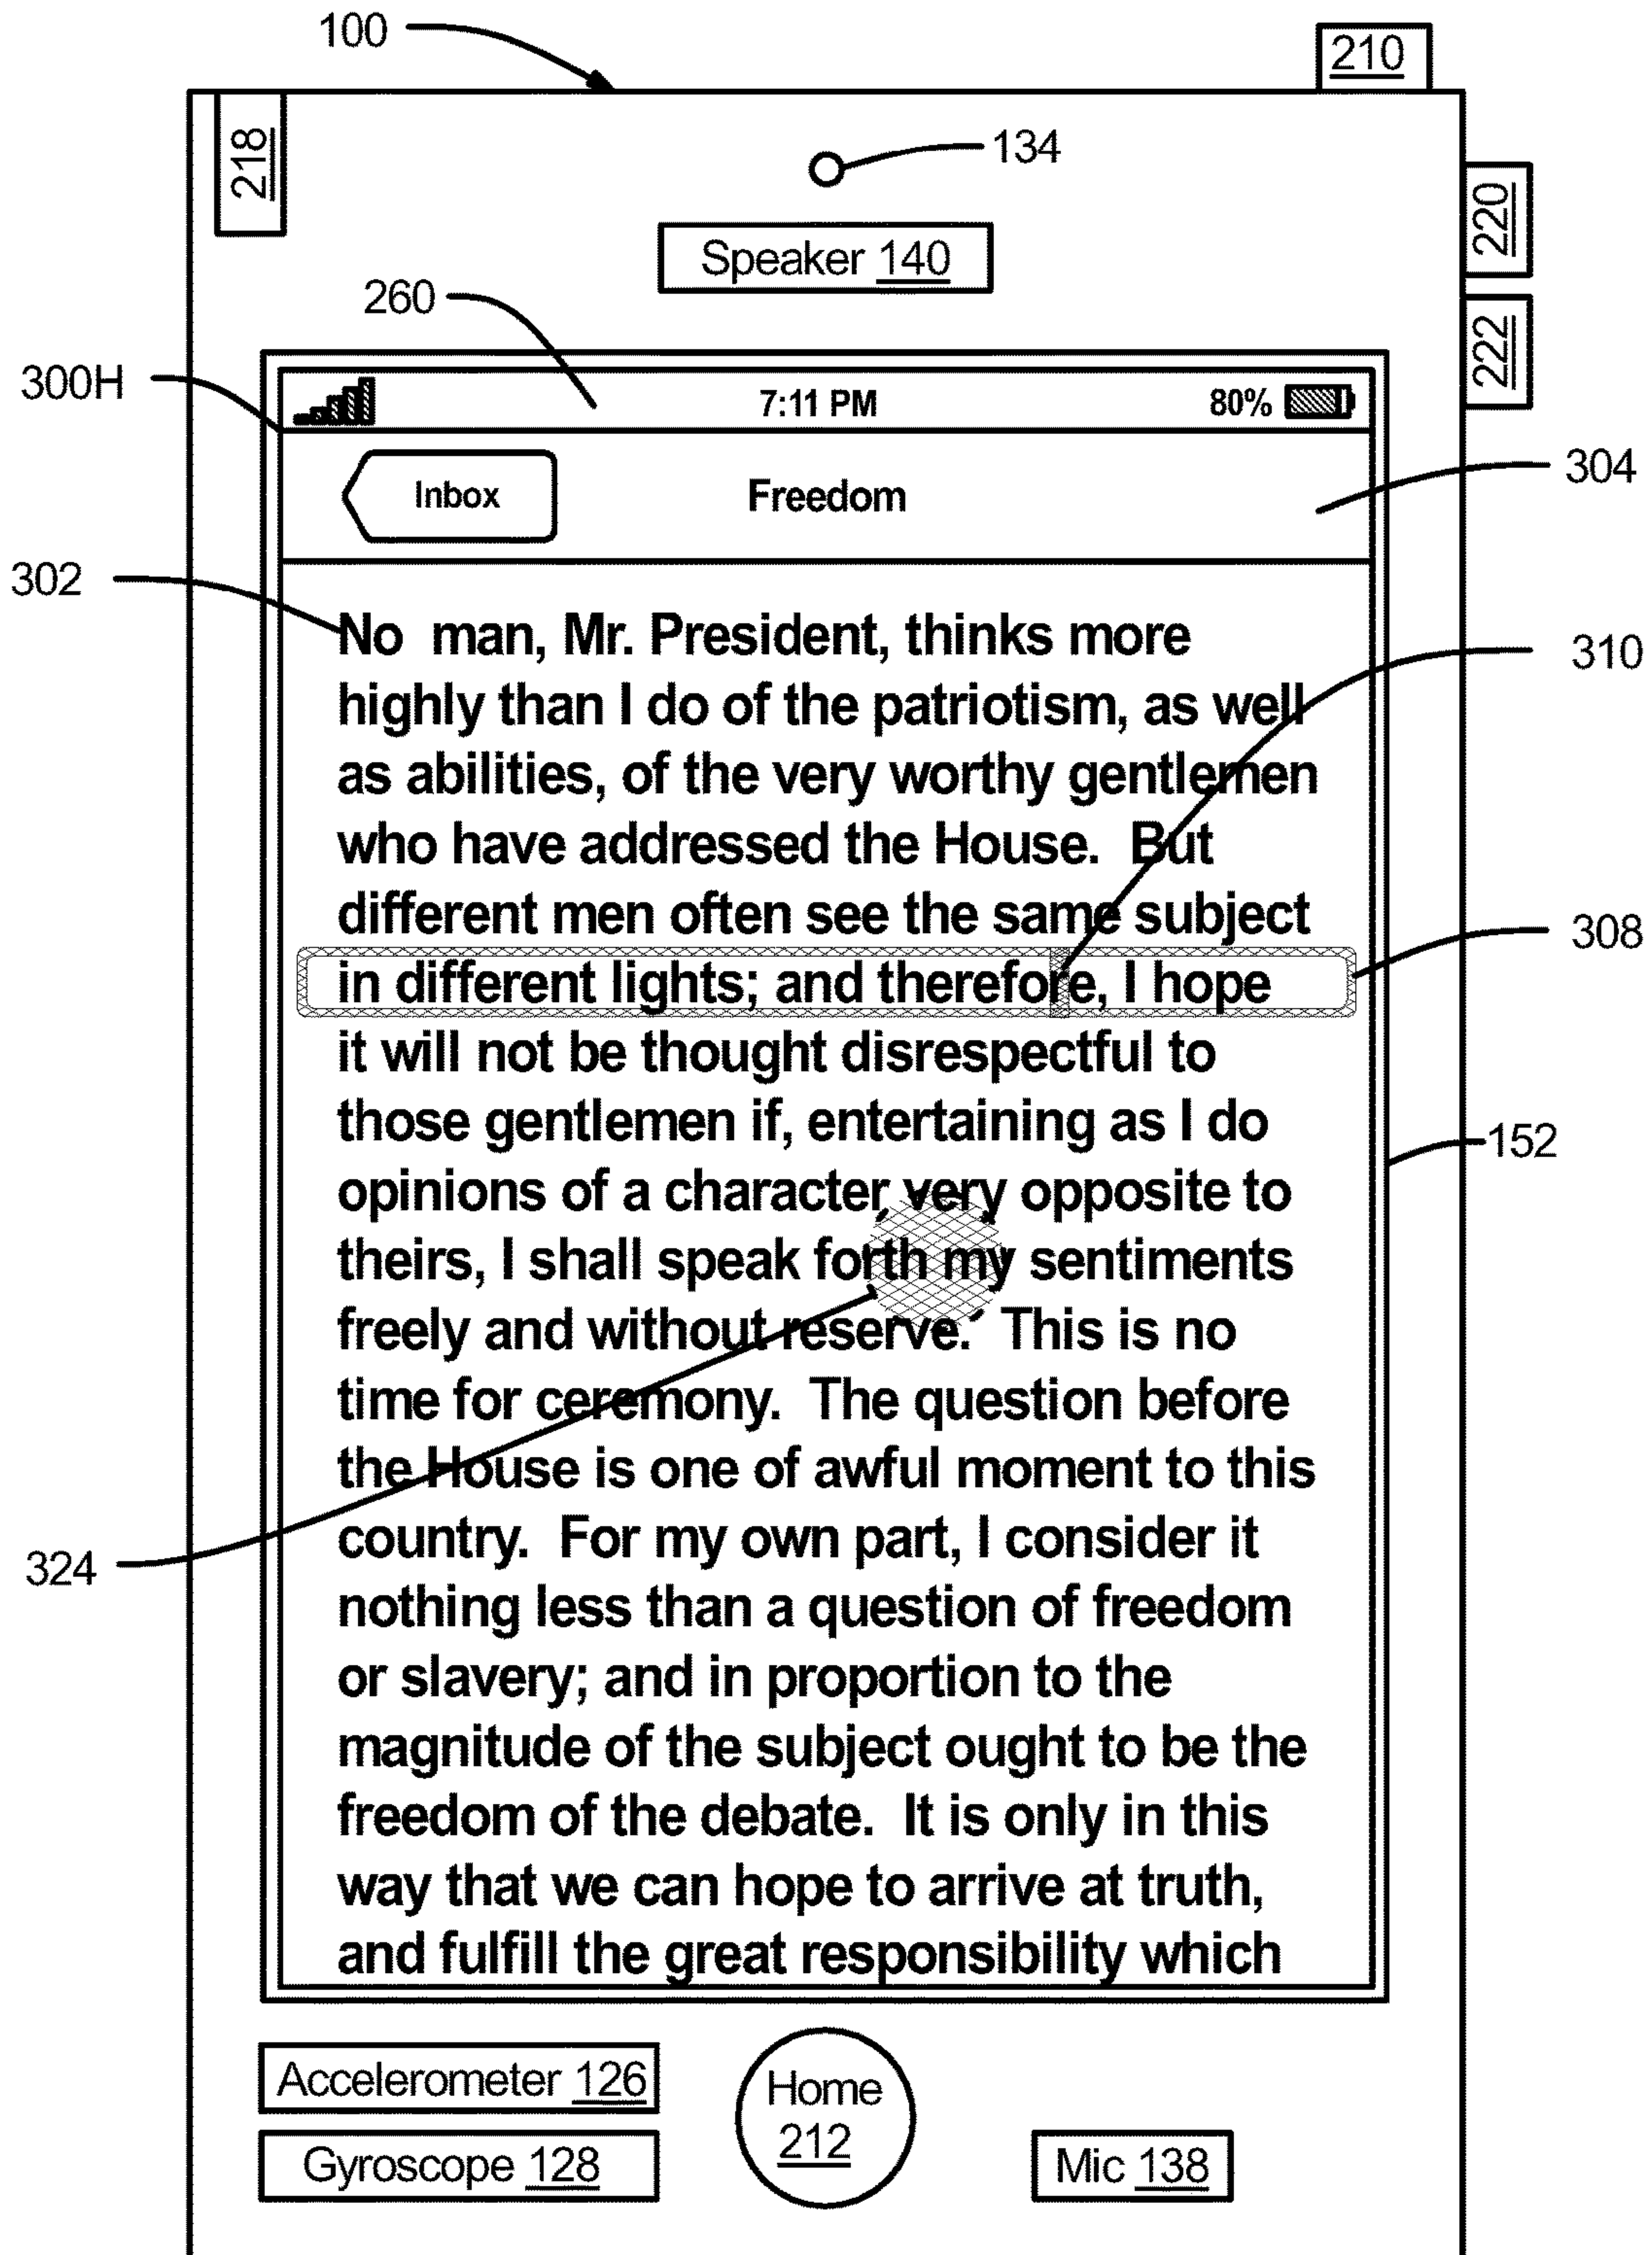 100
210
218
134
220
Speaker 140
260
222
300H
7:11 PM
80%
304
Inbox
Freedom
302
No man, Mr. President, thinks more
310
highly than I do of the patriotism, as well
as abilities, of the very worthy gentlemen
who have addressed the House. But
different men often see the same subject
308
in different lights; and therefore, I hope
it will not be thought disrespectful to
those gentlemen if, entertaining as I do
152
opinions of a character very opposite to
theirs, I shall speak forth my sentiments
freely and without reserve. This is no
time for ceremony. The question before
the House is one of awful moment to this
country. For my own part, I consider it
324
nothing less than a question of freedom
or slavery; and in proportion to the
magnitude of the subject ought to be the
freedom of the debate. It is only in this
way that we can hope to arrive at truth,
and fulfill the great responsibility which
Accelerometer 126
Home
212
Gyroscope 128
Mic 138